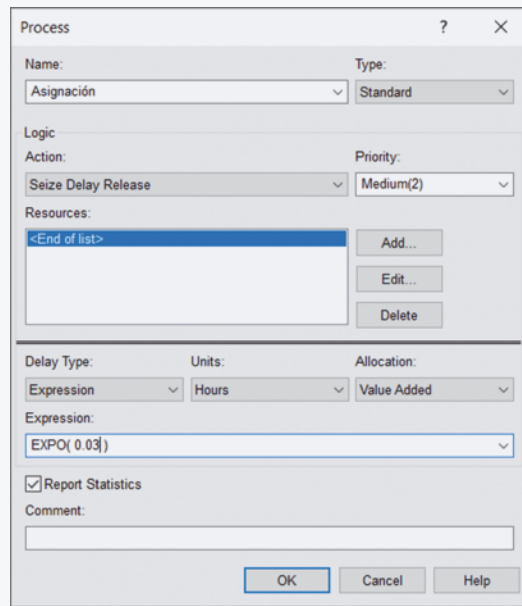 Process ? ×
Name: Type:
Asignación Standard
Logic
Action: Priority:
Seize Delay Release Medium(2)
Resources:
<End of list>
Add...
Edit...
Delete
Delay Type: Units: Allocation:
Expression Hours Value Added
Expression:
EXPO( 0.03)
Report Statistics
Comment:
OK Cancel Help